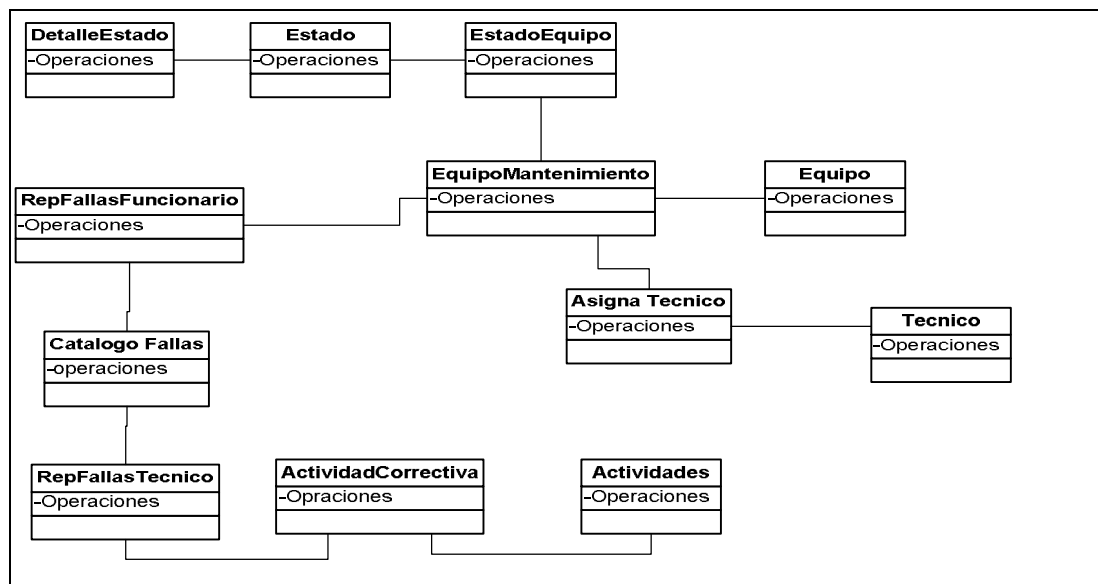 DetalleEstado
-Operaciones
Estado
-Operaciones
EstadoEquipo
-Operaciones
EquipoMantenimiento
-Operaciones
Equipo
-Operaciones
RepFallasFuncionario
-Operaciones
Asigna Tecnico
-Operaciones
Tecnico
-Operaciones
Catalogo Fallas
-operaciones
RepFallasTecnico
-Operaciones
ActividadCorrectiva
-Opraciones
Actividades
-Operaciones